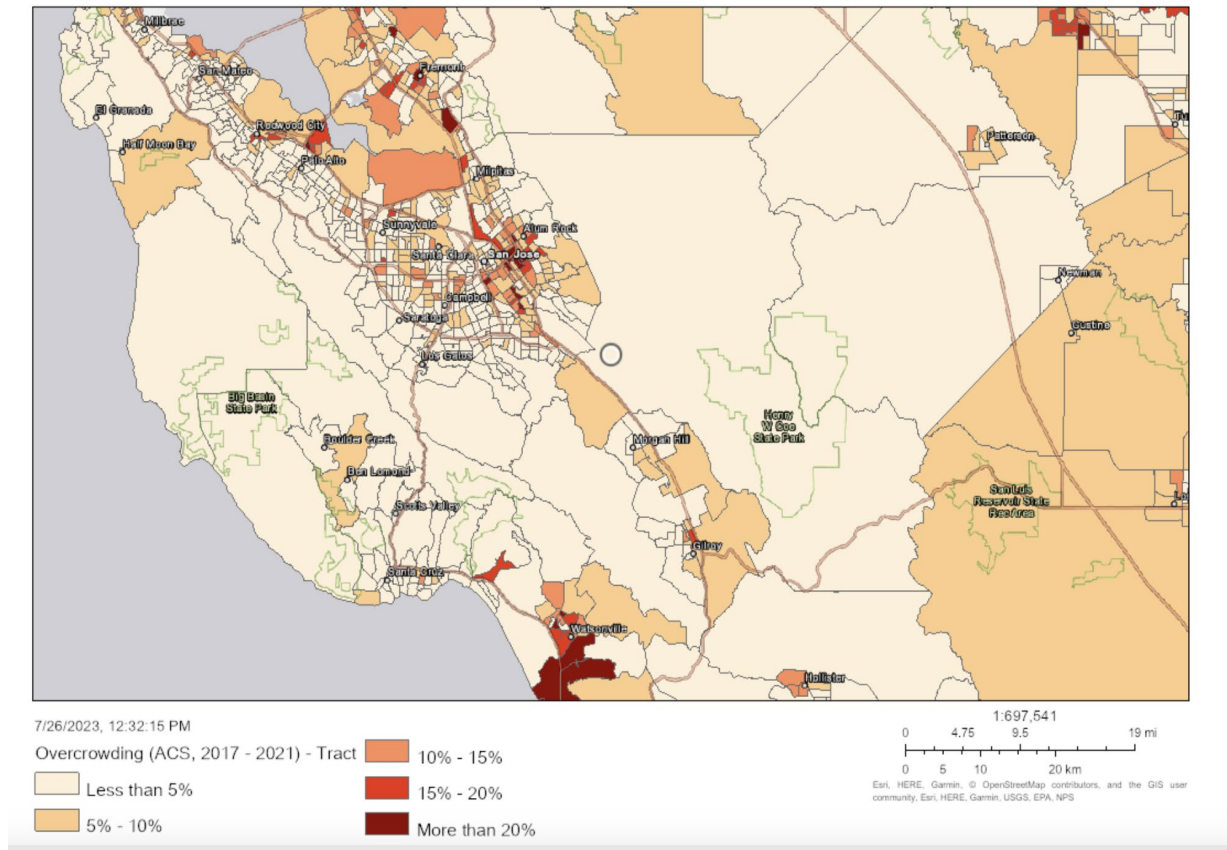 Millbrae
San Mateo
Fremont
El Granada
Redwood City
Half Moon Bay
Palo Alto
Patterson
Tu
Milpitas
Sunnyvale
Alum Rock
Santa Clara
San Jose
Newman
Campbell
Saratoga
Gustine
Los Gatos
Big Basin
State Park
Henry
W Coe
State Park
Boulder Creek
Morgan Hill
Ben Lomond
San Luis
Reservoir State
Rec Area
Lo
Scotts Valley
Gilroy
Santa Cruz
Watsonville
Hollister
7/26/2023, 12:32:15 PM
Overcrowding (ACS, 2017 - 2021) - Tract
Less than 5%
5% - 10%
10% - 15%
15% - 20%
More than 20%
1:697,541
0 4.75 9.5 19 mi
0 5 10 20 km
Esri, HERE, Garmin, © OpenStreetMap contributors, and the GIS user
community, Esri, HERE, Garmin, USGS, EPA, NPS